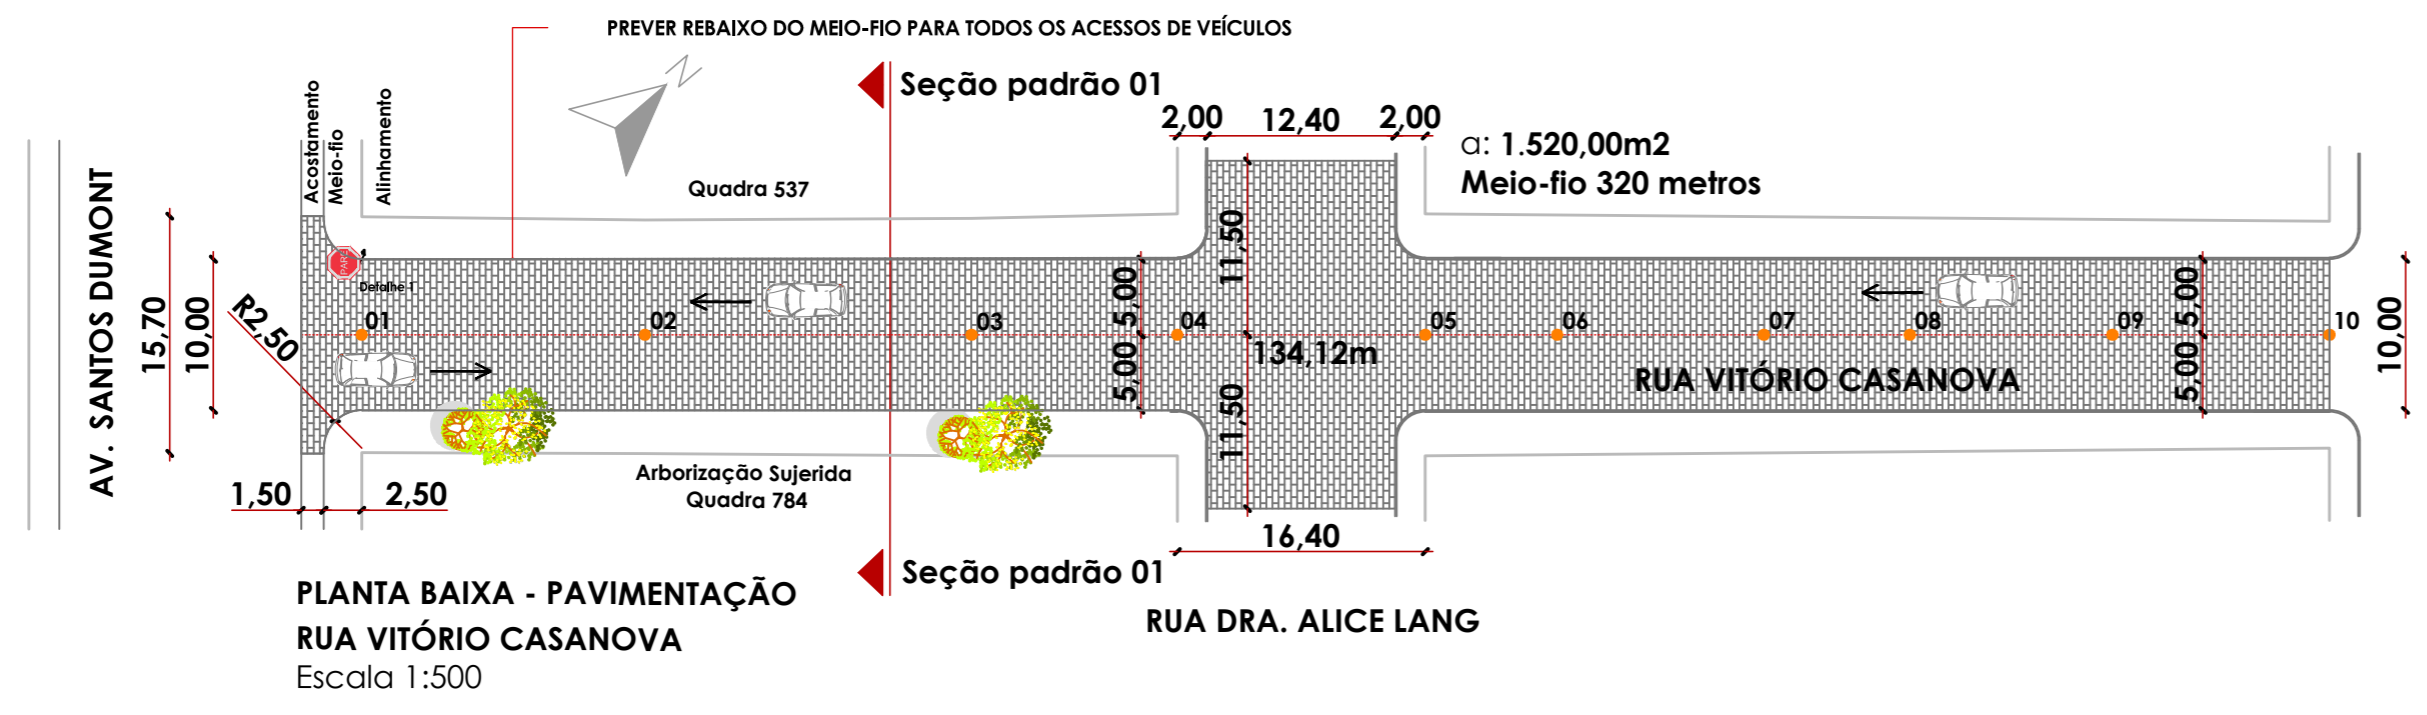 PREVER REBAIXO DO MEIO-FIO PARA TODOS OS ACESSOS DE VEÍCULOS
N
Seção padrão 01
2,00
12,40
2,00
a: 1.520,00m2
Meio-fio 320 metros
Acostamento
Meio-fio
Alinhamento
Quadra 537
AV. SANTOS DUMONT
15,70
10,00
R2,50
PARE
Detalhe 1
01
02
03
04
05
06
07
08
09
10
5,00
5,00
11,50
11,50
134,12m
5,00
5,00
10,00
RUA VITÓRIO CASANOVA
1,50
2,50
Arborização Sujerida
Quadra 784
16,40
Seção padrão 01
PLANTA BAIXA - PAVIMENTAÇÃO
RUA VITÓRIO CASANOVA
Escala 1:500
RUA DRA. ALICE LANG